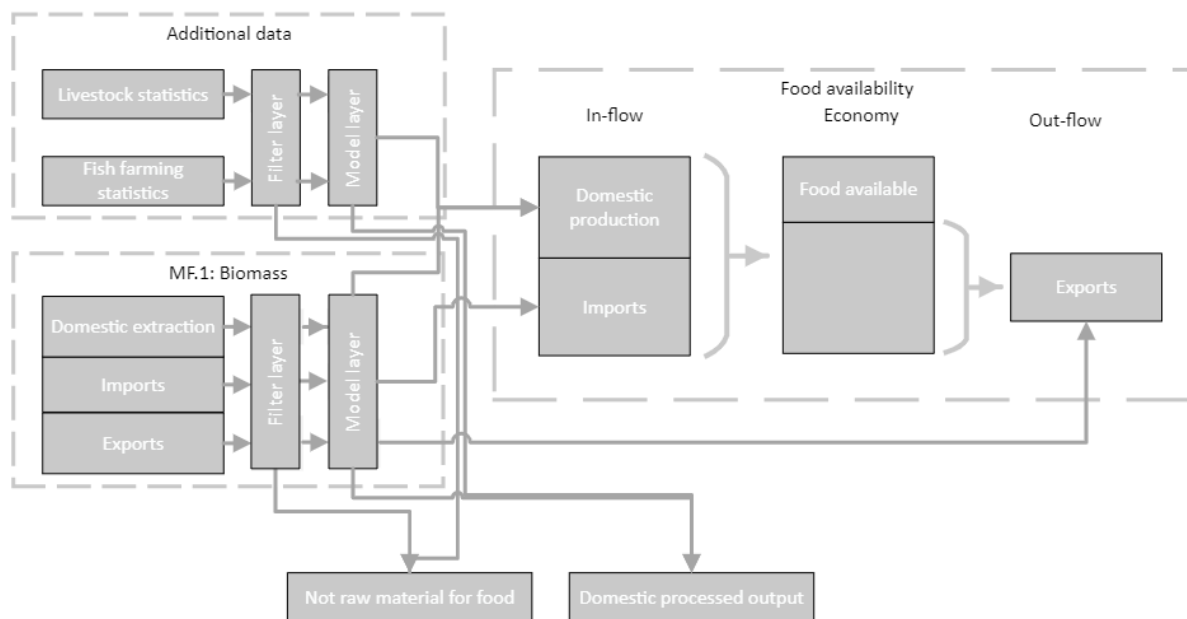 Additional data
Livestock statistics
Fish farming
statistics
Filter layer
Model layer
MF.1: Biomass
Domestic extraction
Imports
Exports
Filter layer
Model layer
Food availability
Economy
In-flow
Out-flow
Domestic
production
Imports
Food available
Exports
Not raw material for food
Domestic processed output